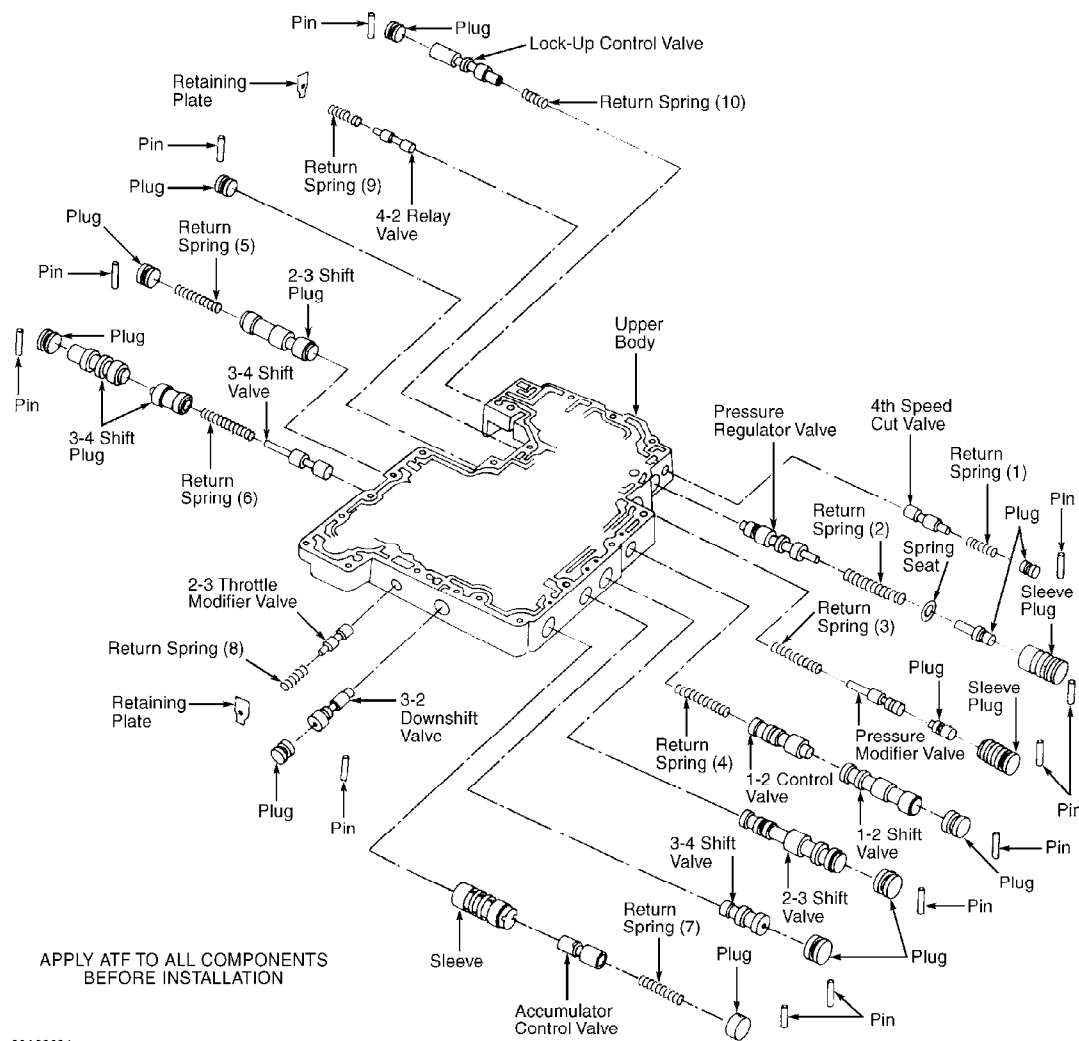 Pin
Plug
Lock-Up Control Valve
Retaining
Plate
Return Spring (10)
Pin
Return
Spring (9)
Plug
4-2 Relay
Valve
Plug
Return
Spring (5)
Pin
2-3 Shift
Plug
Plug
Upper
Body
3-4 Shift
Valve
Pin
3-4 Shift
Plug
Return
Spring (6)
Pressure
Regulator Valve
4th Speed
Cut Valve
Return
Spring (1)
PIn
Return
Spring (2)
Plug
Spring
Seat
Sleeve
Plug
2-3 Throttle
Modifier Valve
Return
Spring (3)
Return Spring (8)
Plug
Sleeve
Plug
Retaining
Plate
3-2
Downshift
Valvc
Pressure
Modifier Valve
Return
Spring (4)
1-2 Control
Valve
Pin
Plug
Pin
1-2 Shift
Valve
Pin
3-4 Shift
Valve
Plug
2-3 Shift
Valve
Pin
Return
Spring (7)
Sleeve
Plug
Plug
APPLY ATF TO ALL COMPONENTS
BEFORE INSTALLATION
Accumulator
Control Valve
Pin